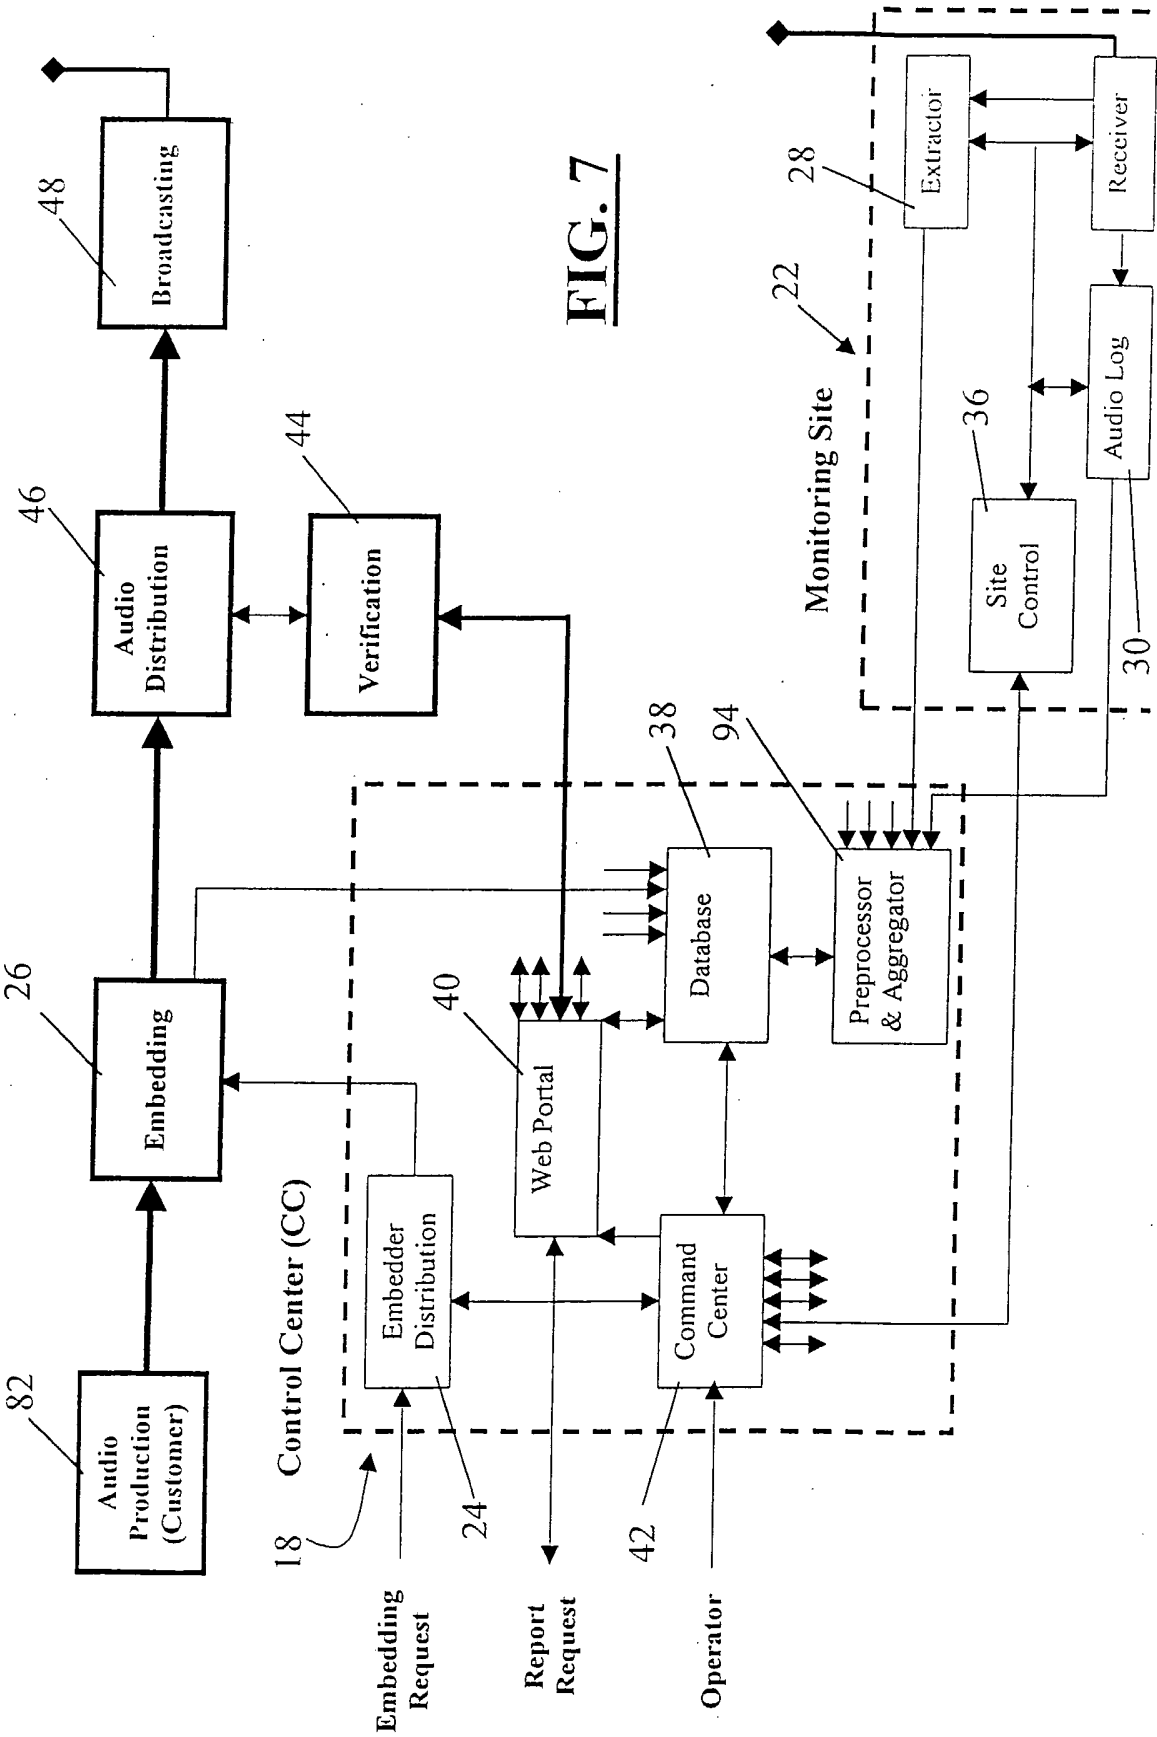 82
Audio
Production
(Customer)
26
Embedding
46
Audio
Distribution
48
Broadcasting
44
Verification
FIG. 7
18
Control Center (CC)
Embedding
Request
24
Embedder
Distribution
Report
Request
40
Web Portal
Operator
42
Command
Center
38
Database
94
Preprocessor
& Aggregator
Monitoring Site
22
28
Extractor
36
Site
Control
30
Audio Log
Receiver